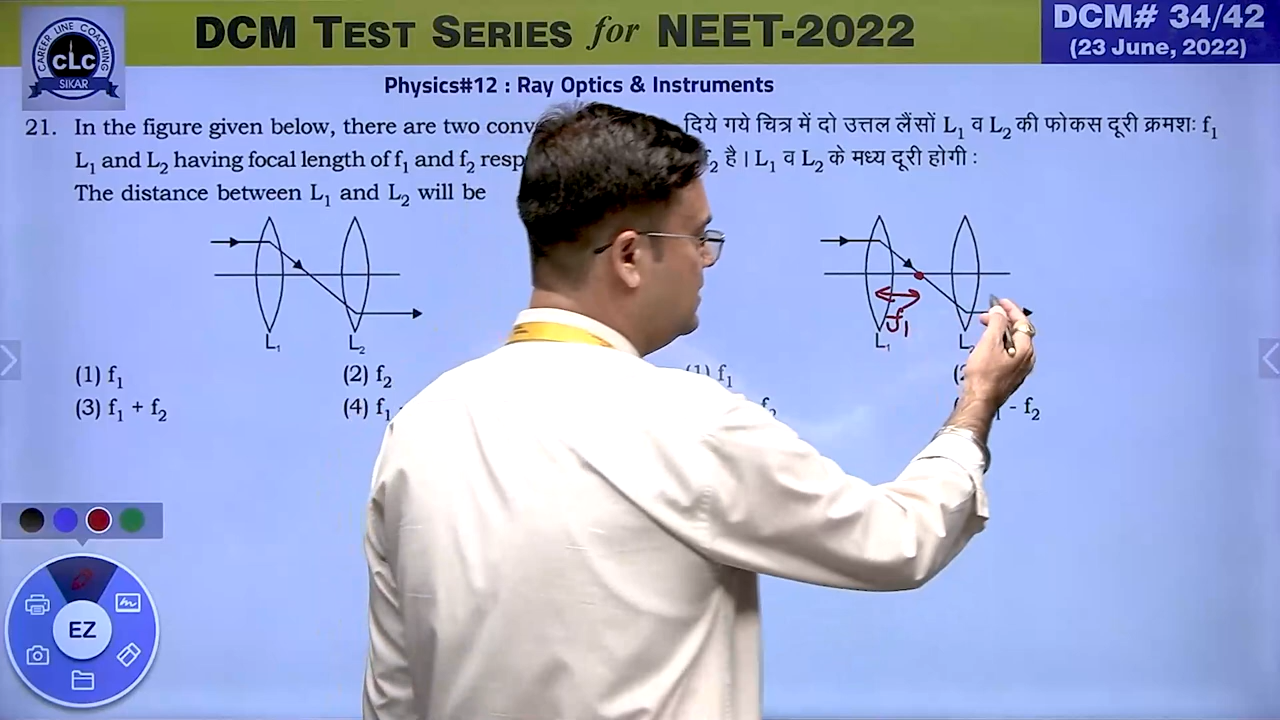 CAREER LINE COACHING
CLC
SIKAR
DCM TEST SERIES for NEET-2022
DCM# 34/42
(23 June, 2022)
Physics#12 : Ray Optics & Instruments
21. In the figure given below, there are two
L₁ and L₂ having focal length of f₁ and f₂
The distance between L₁ and L₂ will be
L₁ L₂
(1) f₁ (2) f₂
(3) f₁ + f₂ (4) f₁
दिये गये चित्र में दो उत्तल लैंसों L₁ व L₂ की फोकस दूरी क्रमशः f₁
f₂ है। L₁ व L₂ के मध्य दूरी होगी :
f₁
L₁
(1) f₁
f₂
- f₂
EZ